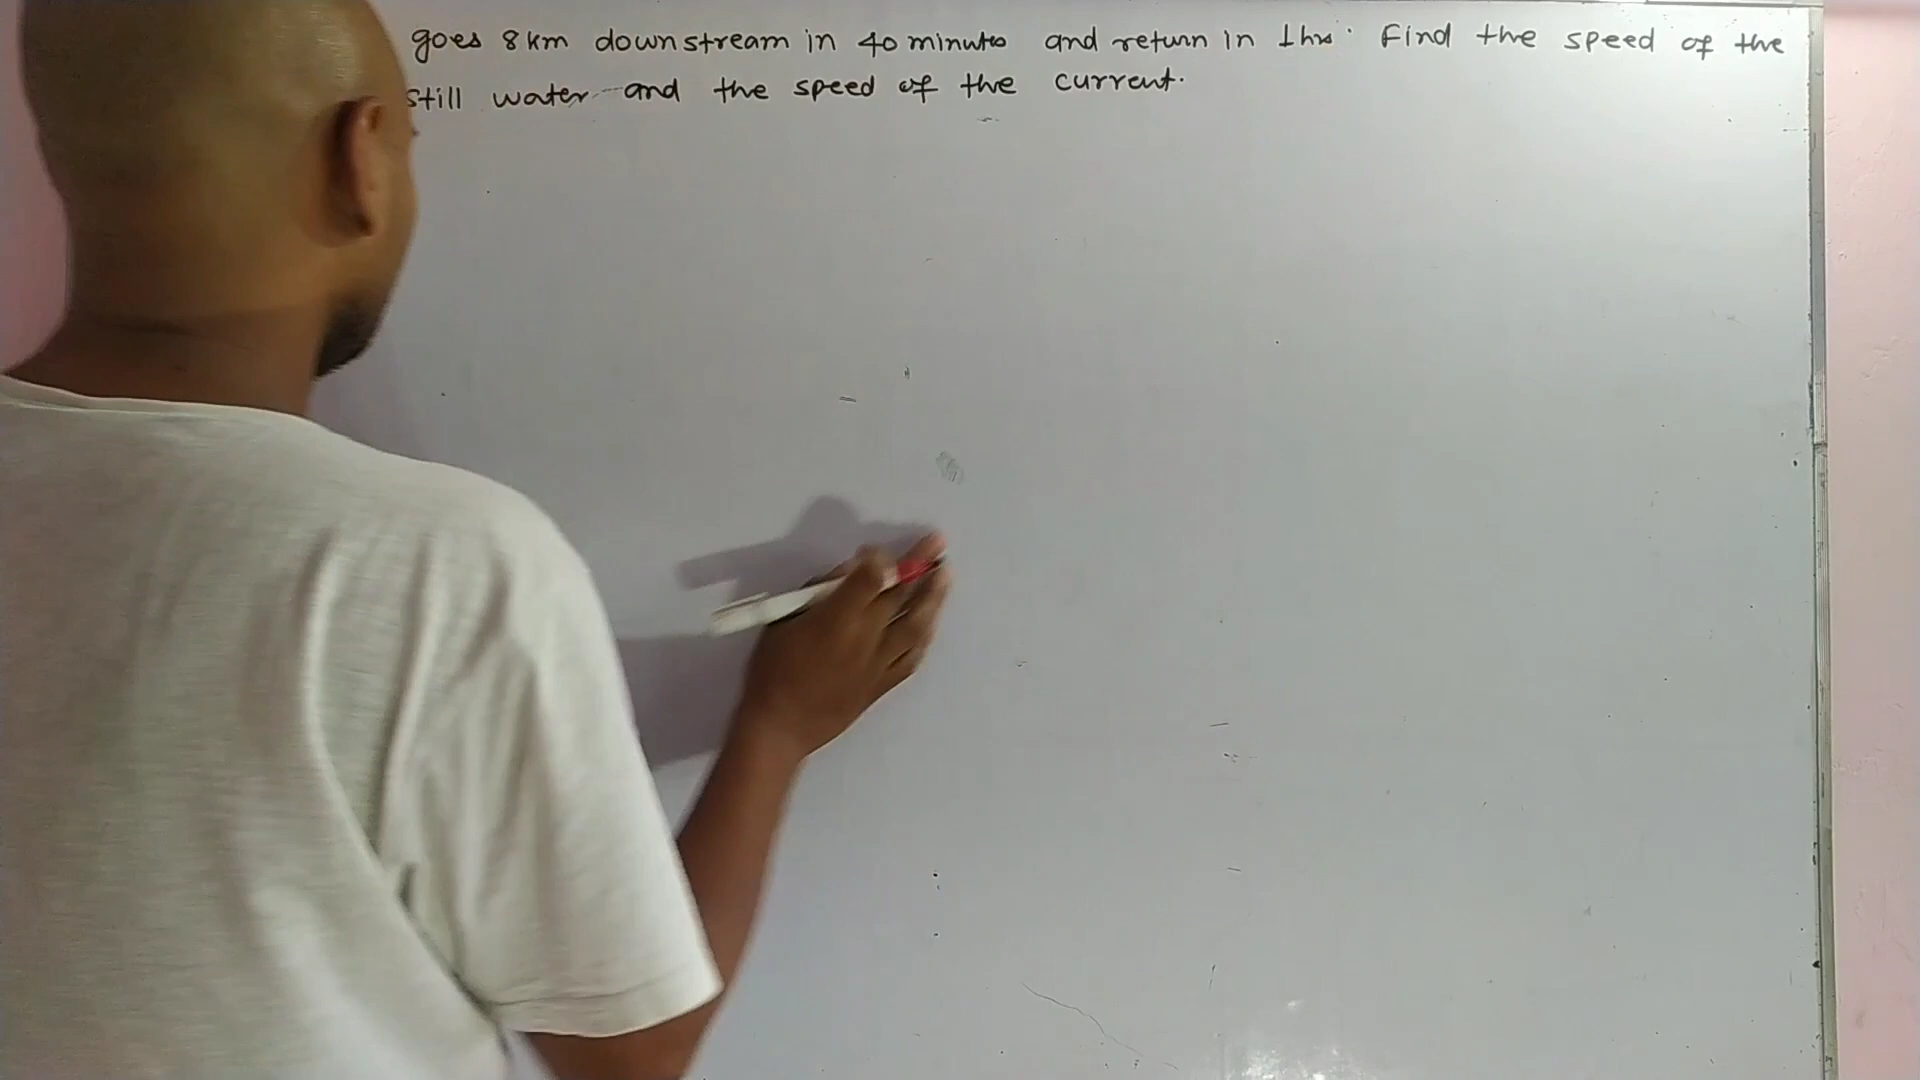 goes 8 km downstream in 40 minutes and return in 1 hr. Find the speed of the
still water and the speed of the current.